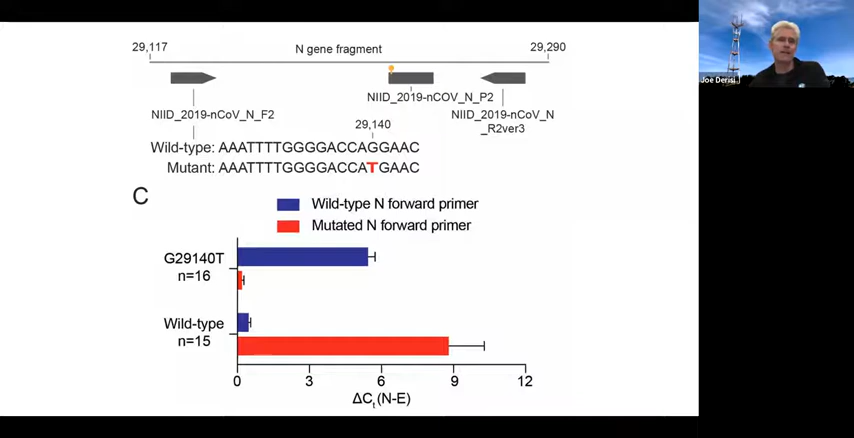 29,117 N gene fragment 29,290
NIID_2019-nCOV_N_P2
NIID_2019-nCoV_N_F2 NIID_2019-nCoV_N
_R2ver3
29,140
Wild-type: AAATTTTGGGGACCAGGAAC
Mutant: AAATTTTGGGGACCATGAAC
C
Wild-type N forward primer
Mutated N forward primer
G29140T
n=16
Wild-type
n=15
0 3 6 9 12
ΔCt (N-E)
Joe Derisi